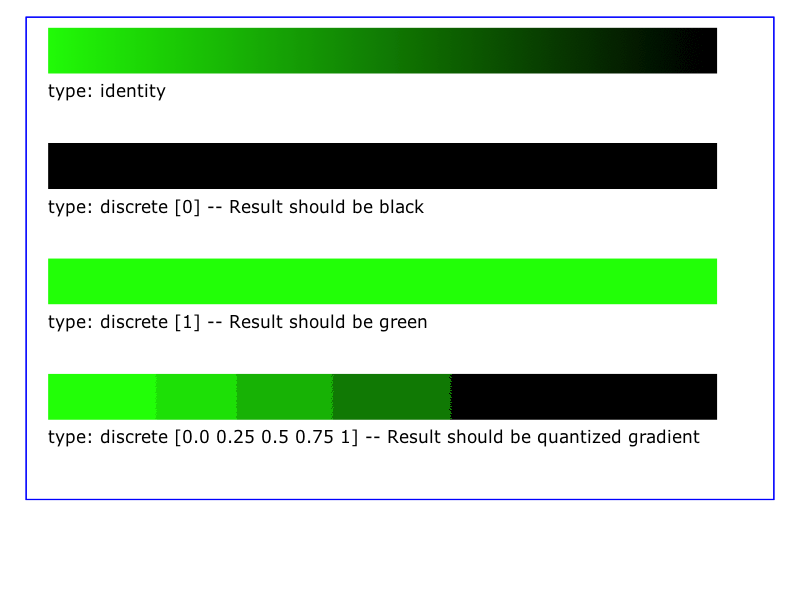 type: identity
type: discrete [0] -- Result should be black
type: discrete [1] -- Result should be green
type: discrete [0.0 0.25 0.5 0.75 1] -- Result should be quantized gradient